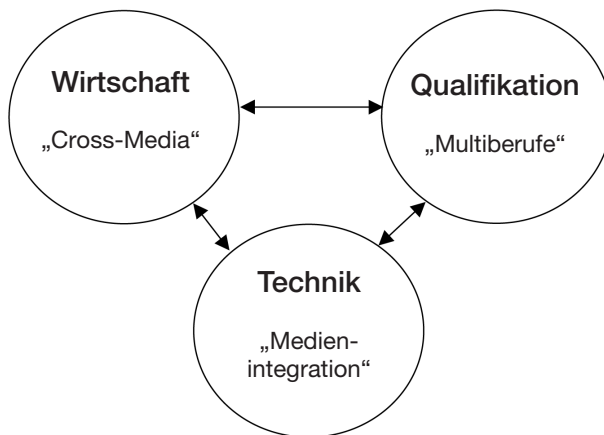 Wirtschaft
„Cross-Media“
Qualifikation
„Multiberufe“
Technik
„Medien-
integration“